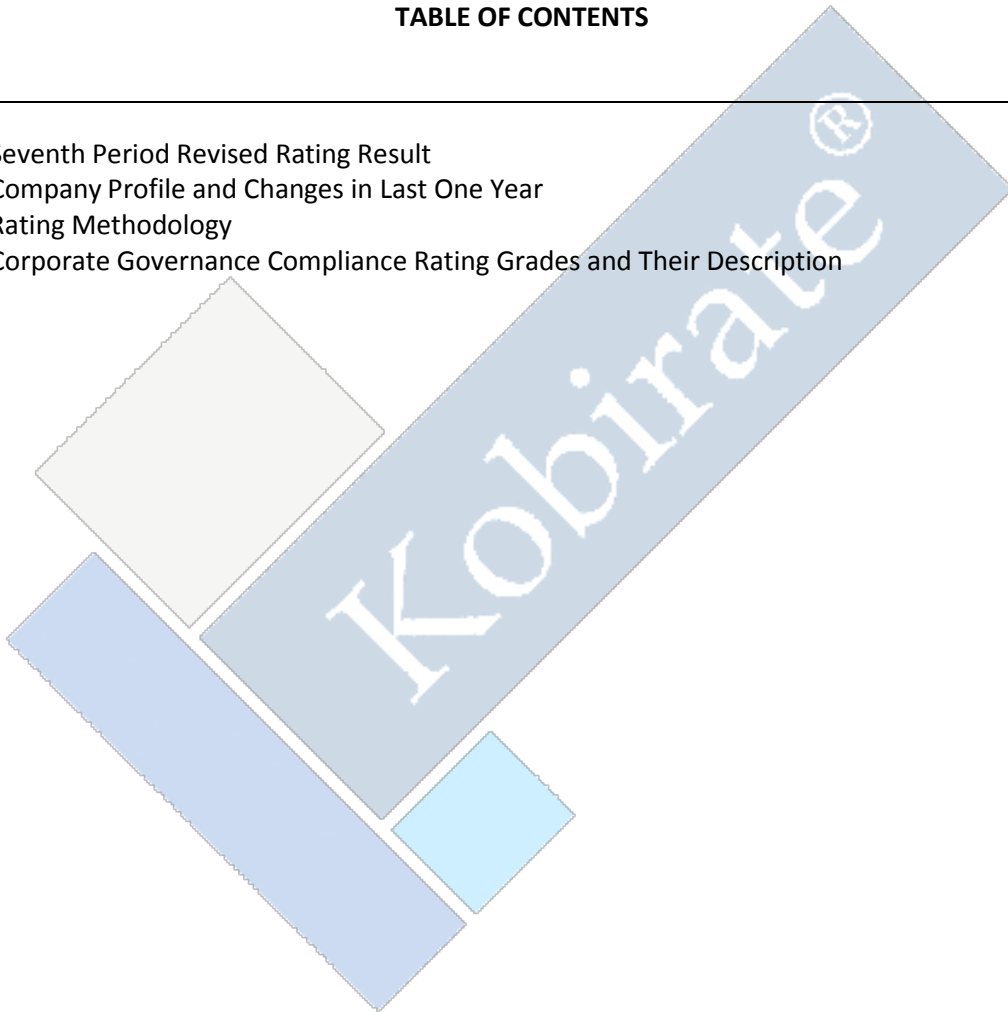 TABLE OF CONTENTS
Seventh Period Revised Rating Result
Company Profile and Changes in Last One Year
Rating Methodology
Corporate Governance Compliance Rating Grades and Their Description
Kobirate ®